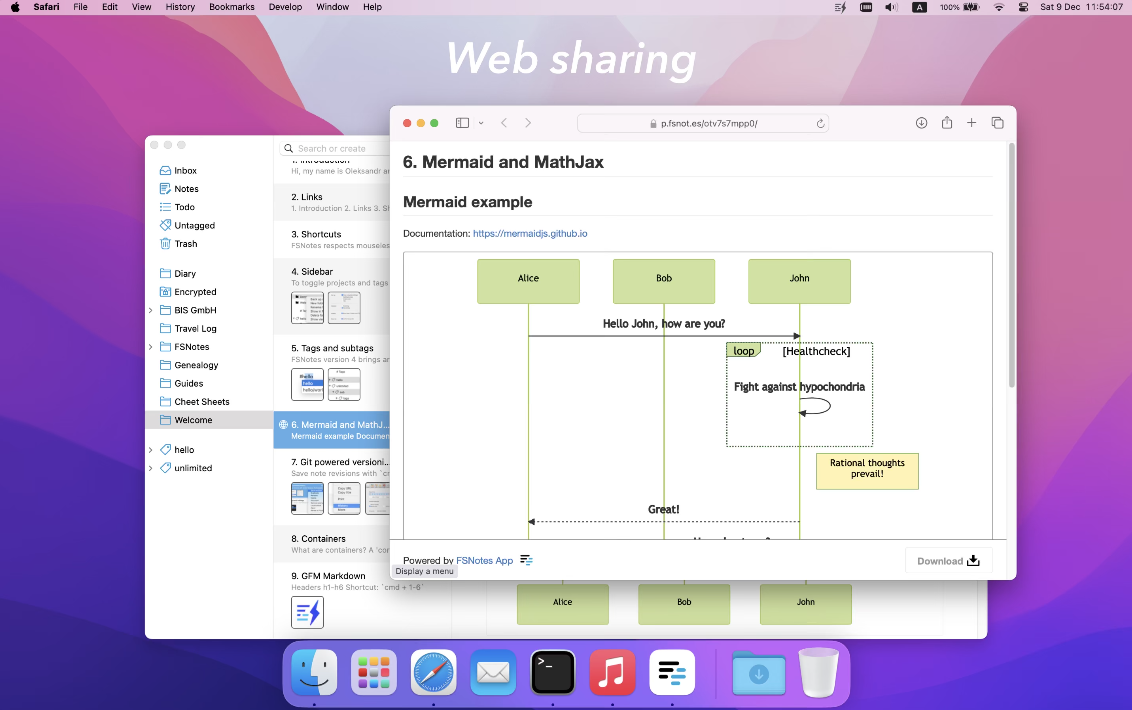 Safari File Edit View History Bookmarks Develop Window Help A 100% Sat 9 Dec 11:54:07
Web sharing
p.fsnot.es/otv7s7mpp0/
Search or create
Inbox
Notes
Todo
Untagged
Trash
Diary
Encrypted
BIS GmbH
Travel Log
FSNotes
Genealogy
Guides
Cheet Sheets
Welcome
hello
unlimited
1. Introduction
Hi, my name is Oleksandr
2. Links
1. Introduction 2. Links 3.
3. Shortcuts
FSNotes respects mouseles
4. Sidebar
To toggle projects and tags
5. Tags and subtags
FSNotes version 4 brings
6. Mermaid and MathJ...
Mermaid example Documen
7. Git powered versioni...
Save note revisions with `c
8. Containers
What are containers? A
9. GFM Markdown
Headers h1-h6 Shortcut: `cmd + 1-6`
6. Mermaid and MathJax
Mermaid example
Documentation: https://mermaidjs.github.io
Alice Bob John
Hello John, how are you?
loop [Healthcheck]
Fight against hypochondria
Rational thoughts
prevail!
Great!
Powered by FSNotes App
Download
Display a menu
Alice Bob John
>_